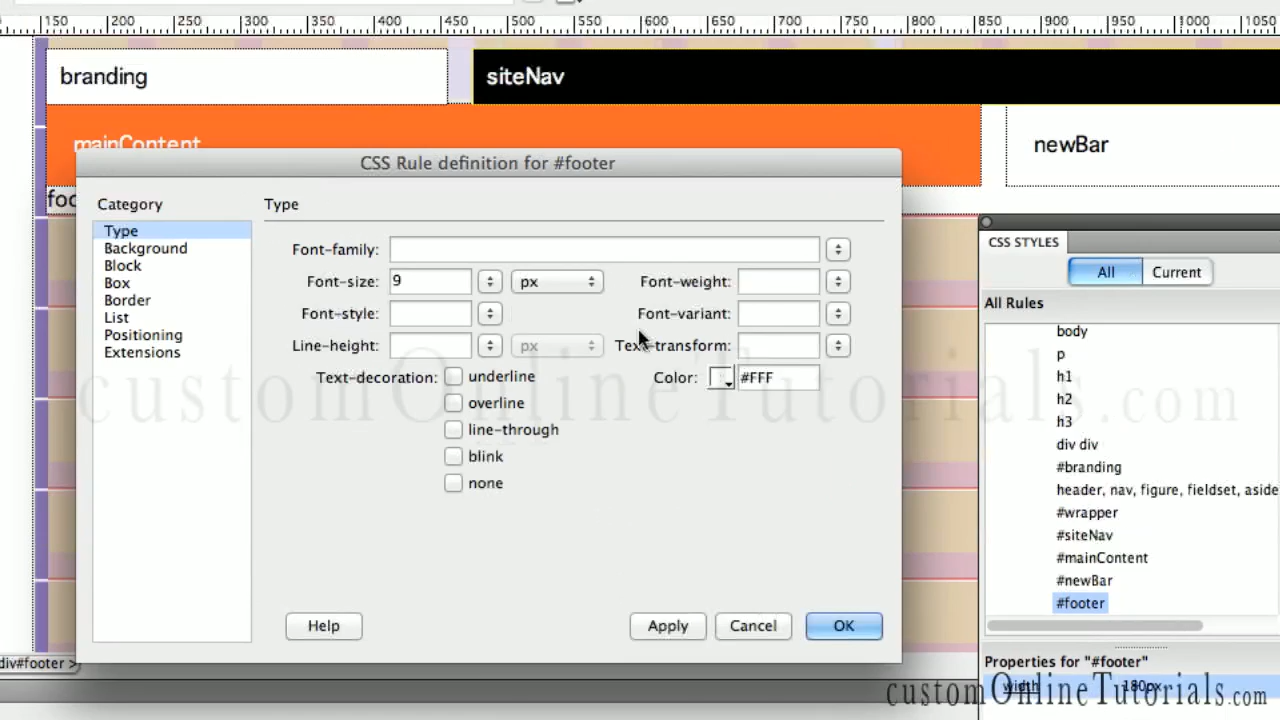 150 200 250 300 350 400 450 500 550 600 650 700 750 800 850 900 950 1000 1050
branding
siteNav
mainContent
newBar
CSS Rule definition for #footer
Category
Type
Type
Background
Block
Box
Border
List
Positioning
Extensions
Font-family:
Font-size: 9 px Font-weight:
Font-style: Font-variant:
Line-height: px Text-transform:
Text-decoration: underline Color: #FFF
overline
line-through
blink
none
Help Apply Cancel OK
customOnlineTutorials.com
CSS STYLES
All Current
All Rules
body
p
h1
h2
h3
div div
#branding
header, nav, figure, fieldset, aside
#wrapper
#siteNav
#mainContent
#newBar
#footer
Properties for "#footer"
width 180px
div#footer >
customOnlineTutorials.com